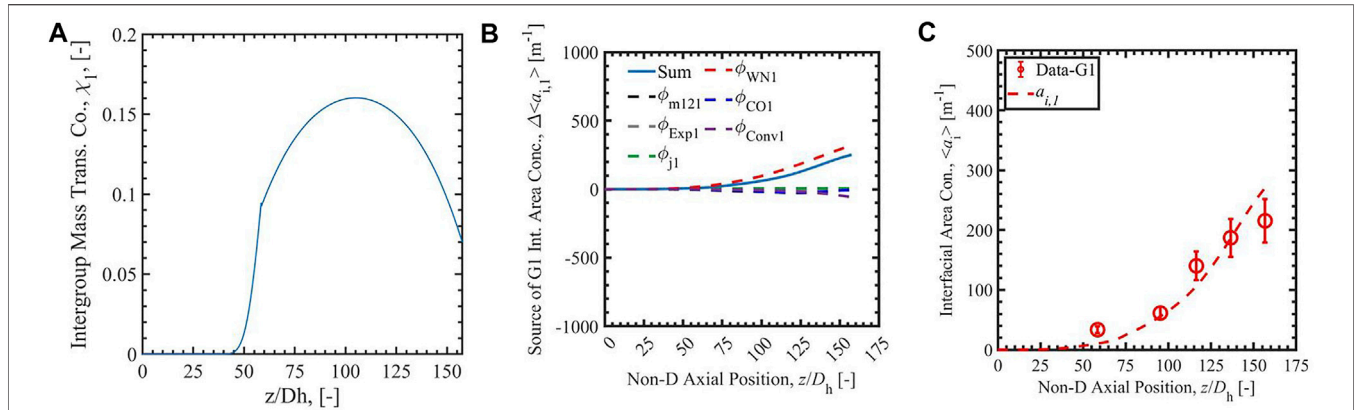 A
Intergroup Mass Trans. Co., χ1, [-]
0.2
0.15
0.1
0.05
0
0 25 50 75 100 125 150
z/Dh, [-]
B
Source of G1 Int. Area Conc., Δ<ai,1> [m-1]
1000
500
0
-500
-1000
Sum
ϕm121
ϕExp1
ϕj1
ϕWN1
ϕCO1
ϕConv1
0 25 50 75 100 125 150 175
Non-D Axial Position, z/Dh [-]
C
Interfacial Area Con., <ai> [m-1]
500
400
300
200
100
0
Data-G1
ai,1
0 25 50 75 100 125 150 175
Non-D Axial Position, z/Dh [-]